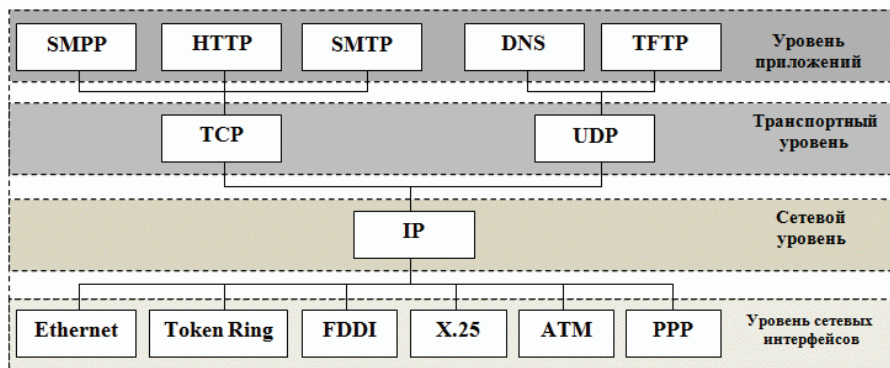 SMPP HTTP SMTP DNS TFTP
Уровень
приложений
TCP UDP
Транспортный
уровень
IP
Сетевой
уровень
Ethernet Token Ring FDDI X.25 ATM PPP
Уровень сетевых
интерфейсов